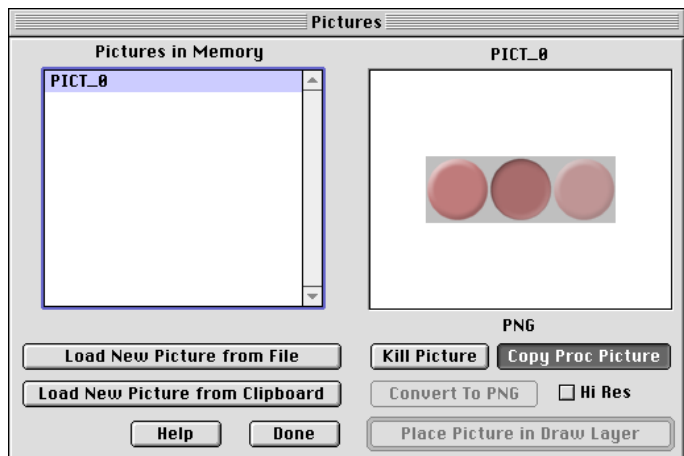 Pictures
Pictures in Memory
PICT_0
PICT_0
PNG
Load New Picture from File
Kill Picture
Copy Proc Picture
Load New Picture from Clipboard
Convert To PNG
Hi Res
Help
Done
Place Picture in Draw Layer